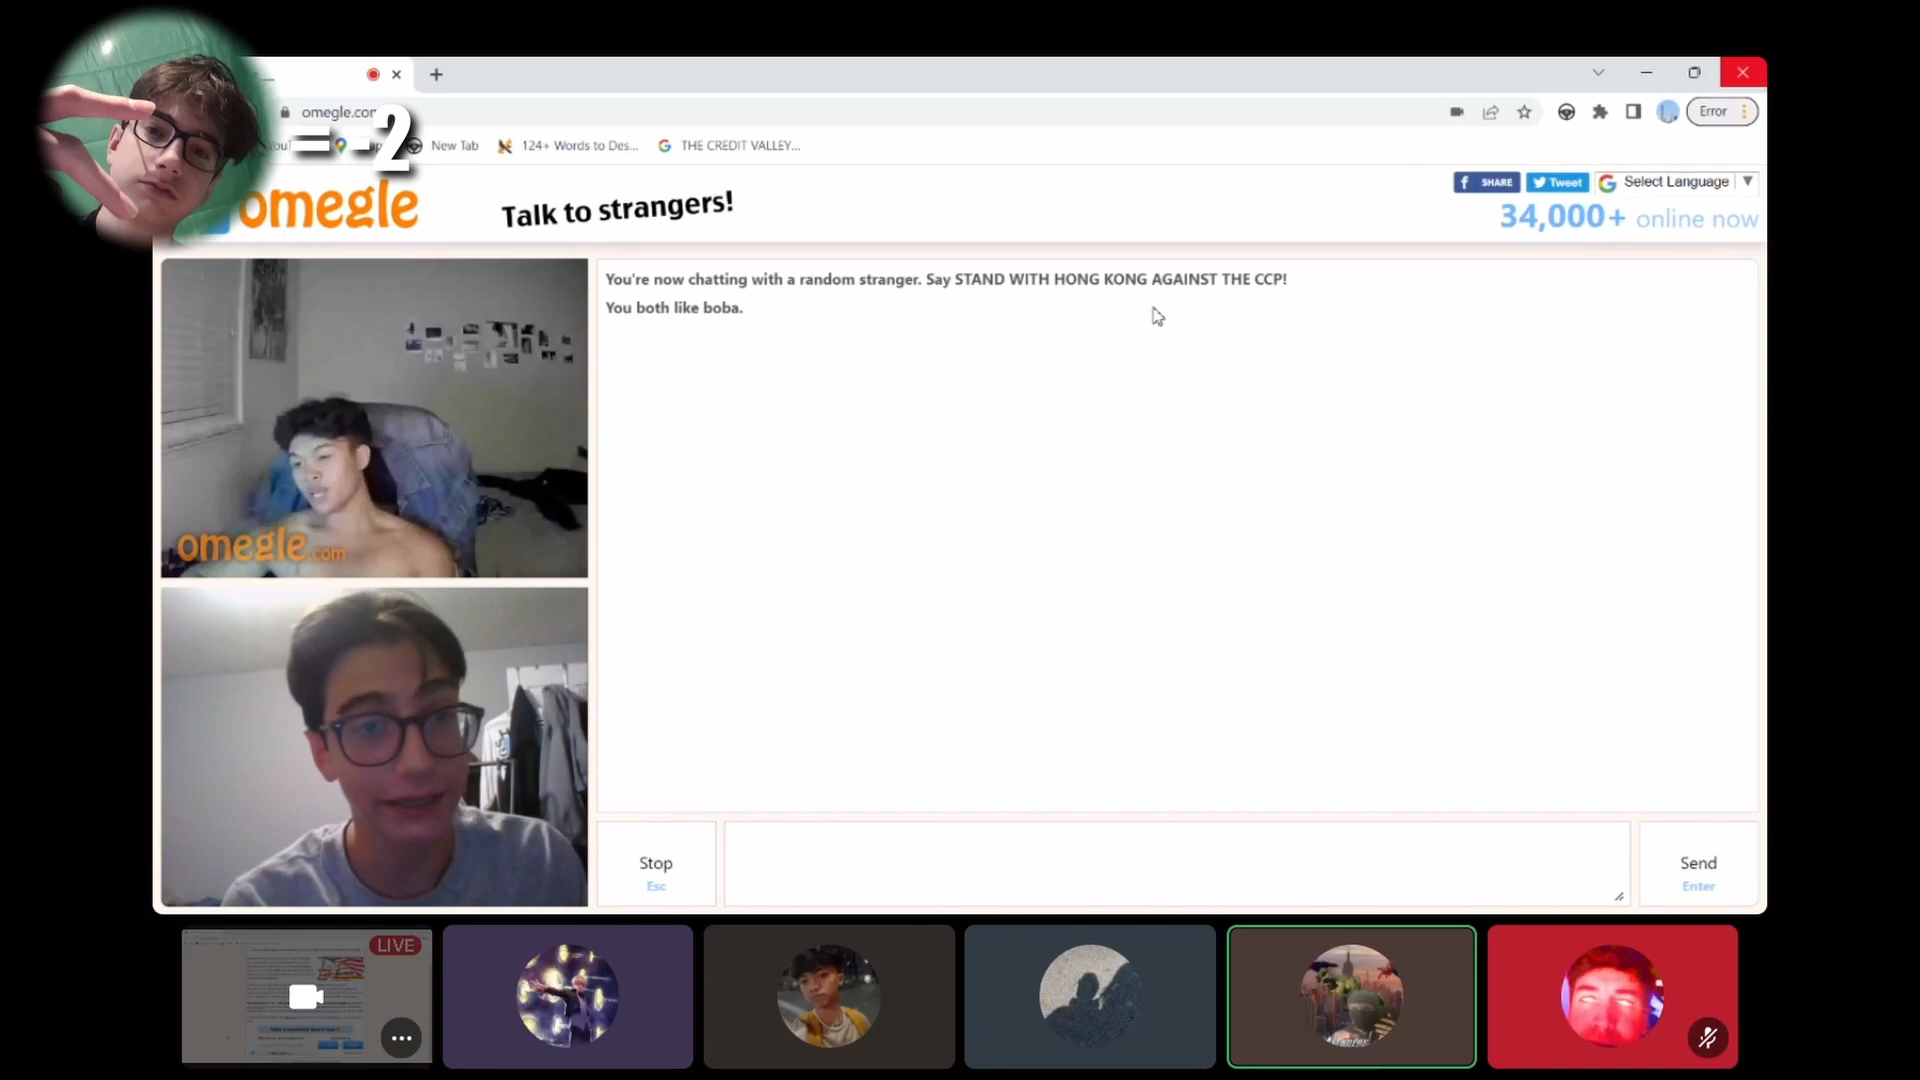 omegle.com
= -2
New Tab
124+ Words to Des...
THE CREDIT VALLEY...
Error
omegle
Talk to strangers!
SHARE
Tweet
Select Language
34,000+ online now
You're now chatting with a random stranger. Say STAND WITH HONG KONG AGAINST THE CCP!
You both like boba.
omegle.com
Stop
Esc
Send
Enter
LIVE